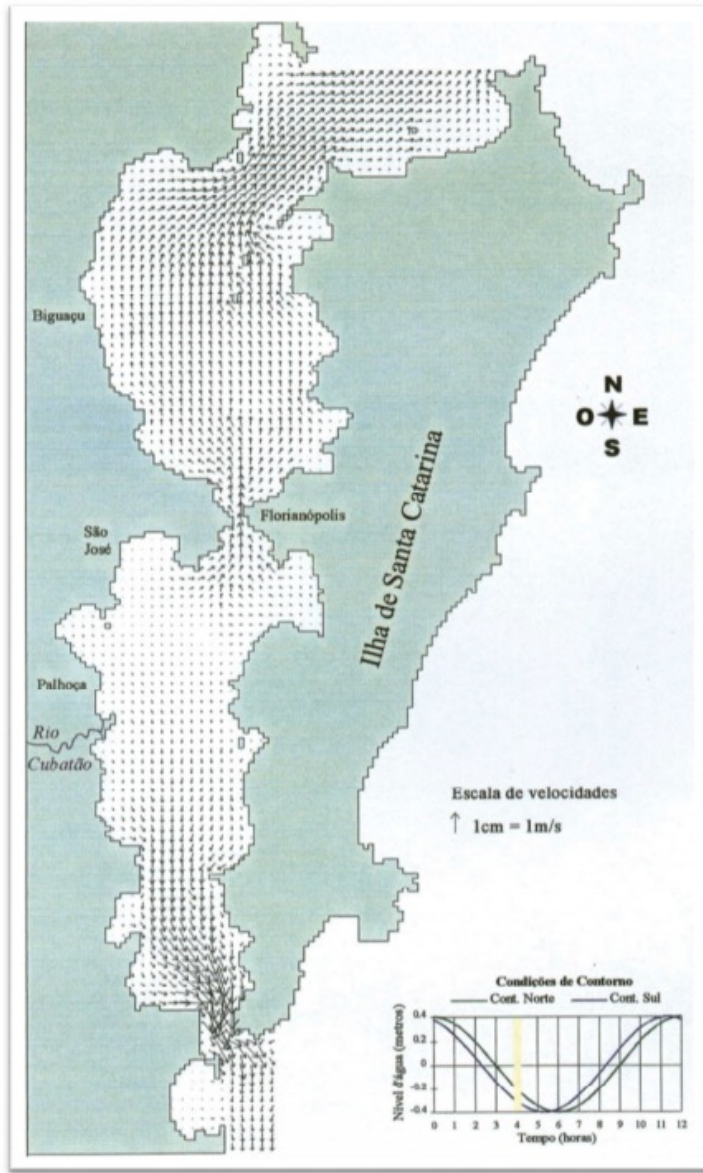 Biguaçu
N
O E
S
Florianópolis
São
José
Ilha de Santa Catarina
Palhoça
Rio
Cubatão
Escala de velocidades
1cm = 1m/s
Condições de Contorno
Cont. Norte Cont. Sul
Nível d'água (metros)
0.4
0.2
0
-0.2
-0.4
0 1 2 3 4 5 6 7 8 9 10 11 12
Tempo (horas)